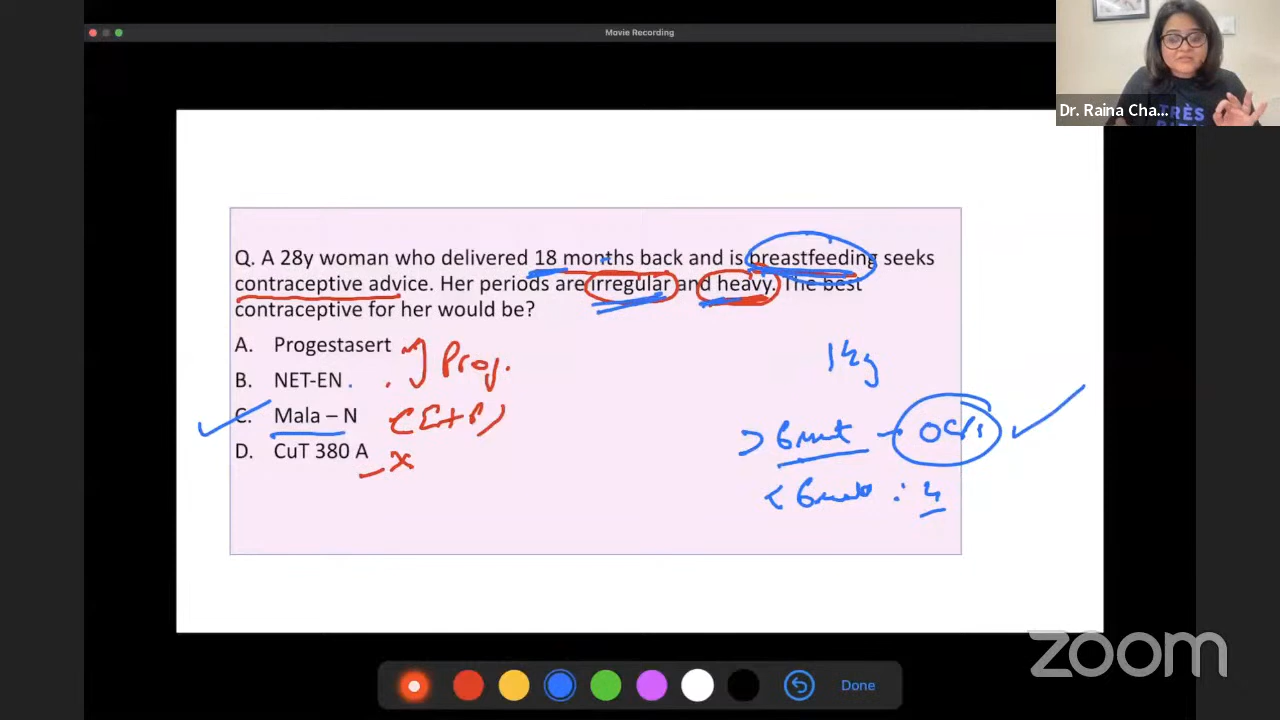 Movie Recording
Dr. Raina Cha...
TRÈS
Q. A 28y woman who delivered 18 months back and is breastfeeding seeks
contraceptive advice. Her periods are irregular and heavy. The best
contraceptive for her would be?
A. Progestasert
B. NET-EN
C. Mala – N
D. CuT 380 A
Prog.
(E+P)
x
> 6mnt - OCPs
< 6mnt : 4
zoom
Done